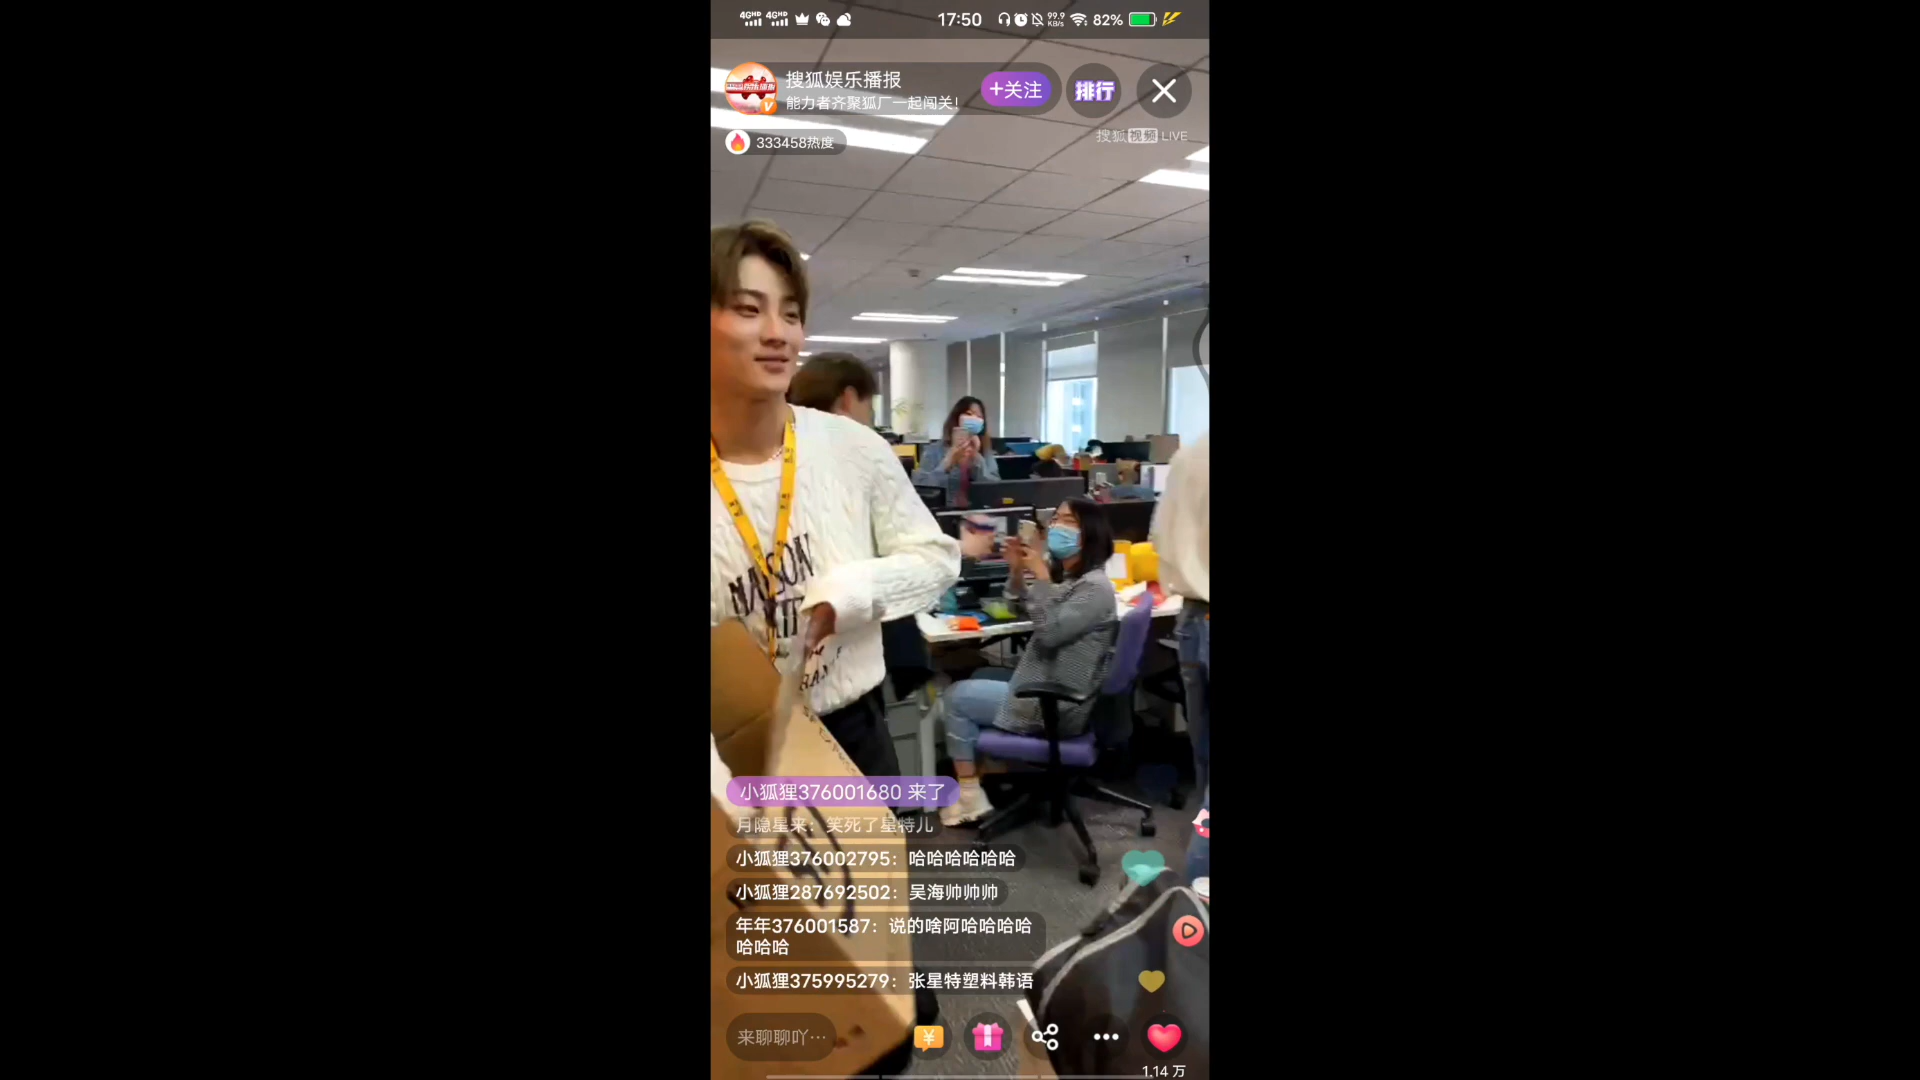 4GHD 4GHD 17:50 99.9 KB/s 82%
搜狐娱乐播报
能力者齐聚狐厂一起闯关！
+关注
排行
333458热度
搜狐视频 LIVE
小狐狸376001680 来了
月隐星来：笑死了星特儿
小狐狸376002795：哈哈哈哈哈哈
小狐狸287692502：吴海帅帅帅
年年376001587：说的啥阿哈哈哈哈
哈哈哈
小狐狸375995279：张星特塑料韩语
来聊聊吖…
1.14 万